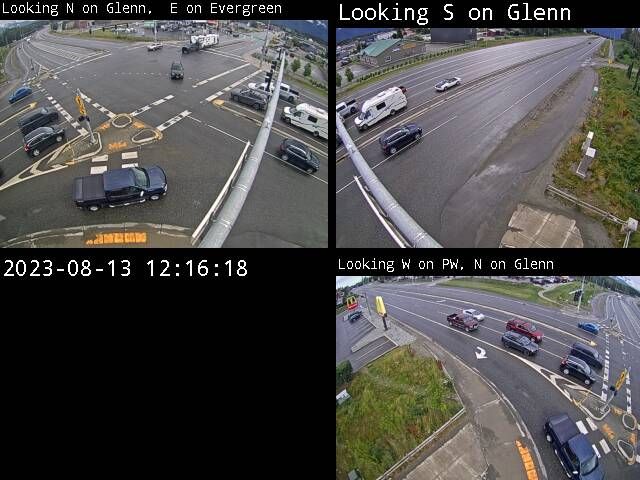 Looking N on Glenn,  E on Evergreen
Looking S on Glenn
2023-08-13 12:16:18
Looking W on PW, N on Glenn